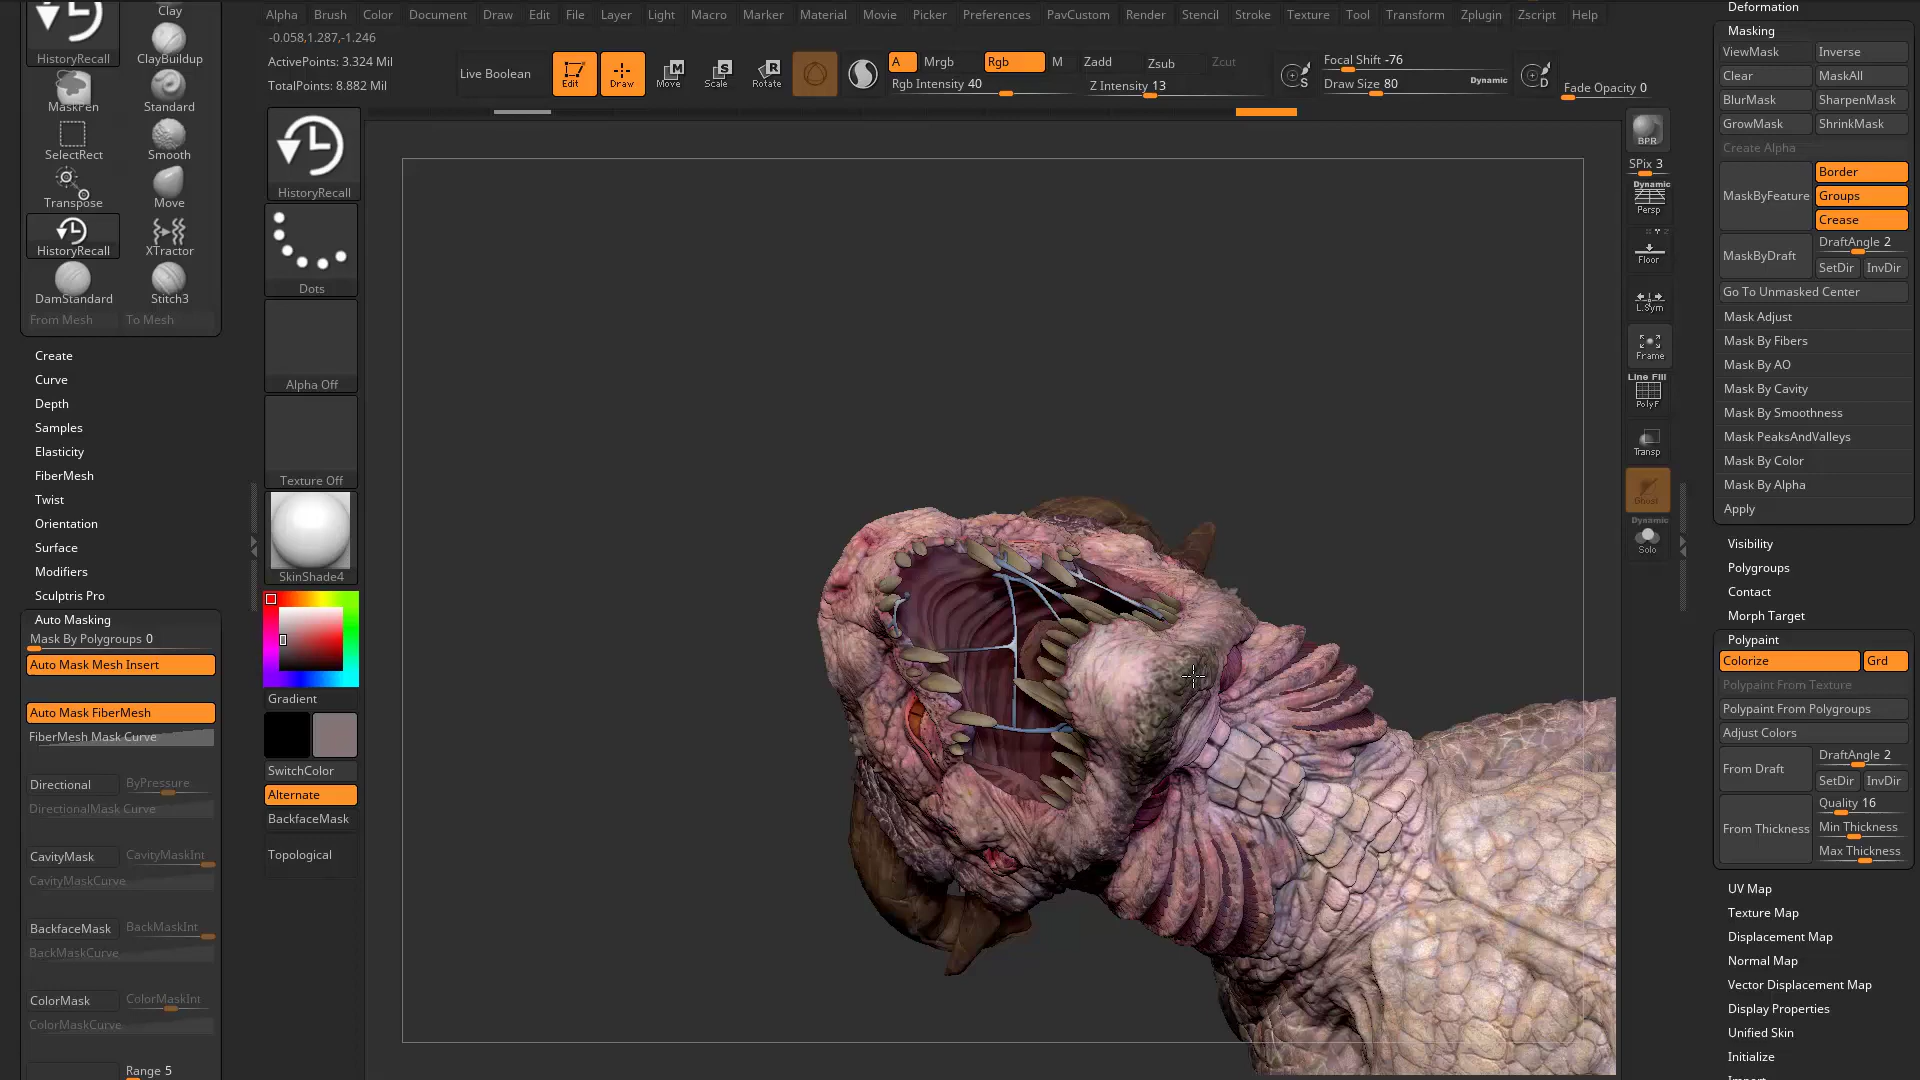 Alpha Brush Color Document Draw Edit File Layer Light Macro Marker Material Movie Picker Preferences PavCustom Render Stencil Stroke Texture Tool Transform Zplugin Zscript Help
-0.058,1.287,-1.246
ActivePoints: 3.324 Mil
TotalPoints: 8.882 Mil
Live Boolean
Edit
Draw
Move
Scale
Rotate
A
Mrgb
Rgb
M
Zadd
Zsub
Zcut
Rgb Intensity 40
Z Intensity 13
Focal Shift -76
Draw Size 80
Dynamic
Fade Opacity 0
Clay
HistoryRecall
ClayBuildup
MaskPen
Standard
SelectRect
Smooth
Transpose
Move
HistoryRecall
XTractor
DamStandard
Stitch3
From Mesh
To Mesh
Create
Curve
Depth
Samples
Elasticity
FiberMesh
Twist
Orientation
Surface
Modifiers
Sculptris Pro
Auto Masking
Mask By Polygroups 0
Auto Mask Mesh Insert
Auto Mask FiberMesh
FiberMesh Mask Curve
Directional
ByPressure
DirectionalMask Curve
CavityMask
CavityMaskInt
CavityMaskCurve
BackfaceMask
BackMaskInt
BackMaskCurve
ColorMask
ColorMaskInt
ColorMaskCurve
Range 5
HistoryRecall
Dots
Alpha Off
Texture Off
SkinShade4
Gradient
SwitchColor
Alternate
BackfaceMask
Topological
BPR
SPix 3
Dynamic
Persp
Floor
L.Sym
Frame
Line Fill
PolyF
Transp
Ghost
Dynamic
Solo
Deformation
Masking
ViewMask
Inverse
Clear
MaskAll
BlurMask
SharpenMask
GrowMask
ShrinkMask
Create Alpha
MaskByFeature
Border
Groups
Crease
MaskByDraft
DraftAngle 2
SetDir
InvDir
Go To Unmasked Center
Mask Adjust
Mask By Fibers
Mask By AO
Mask By Cavity
Mask By Smoothness
Mask PeaksAndValleys
Mask By Color
Mask By Alpha
Apply
Visibility
Polygroups
Contact
Morph Target
Polypaint
Colorize
Grd
Polypaint From Texture
Polypaint From Polygroups
Adjust Colors
From Draft
DraftAngle 2
SetDir
InvDir
From Thickness
Quality 16
Min Thickness
Max Thickness
UV Map
Texture Map
Displacement Map
Normal Map
Vector Displacement Map
Display Properties
Unified Skin
Initialize